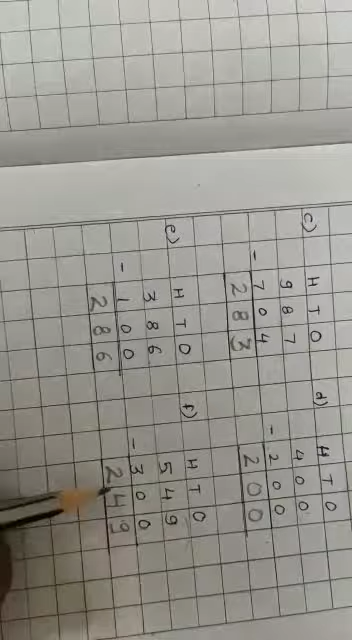 c) H T O
9 8 7
- 7 0 4
2 8 3
d) H T O
4 0 0
- 2 0 0
2 0 0
e) H T O
3 8 6
- 1 0 0
2 8 6
f) H T O
5 4 9
- 3 0 0
2 4 9